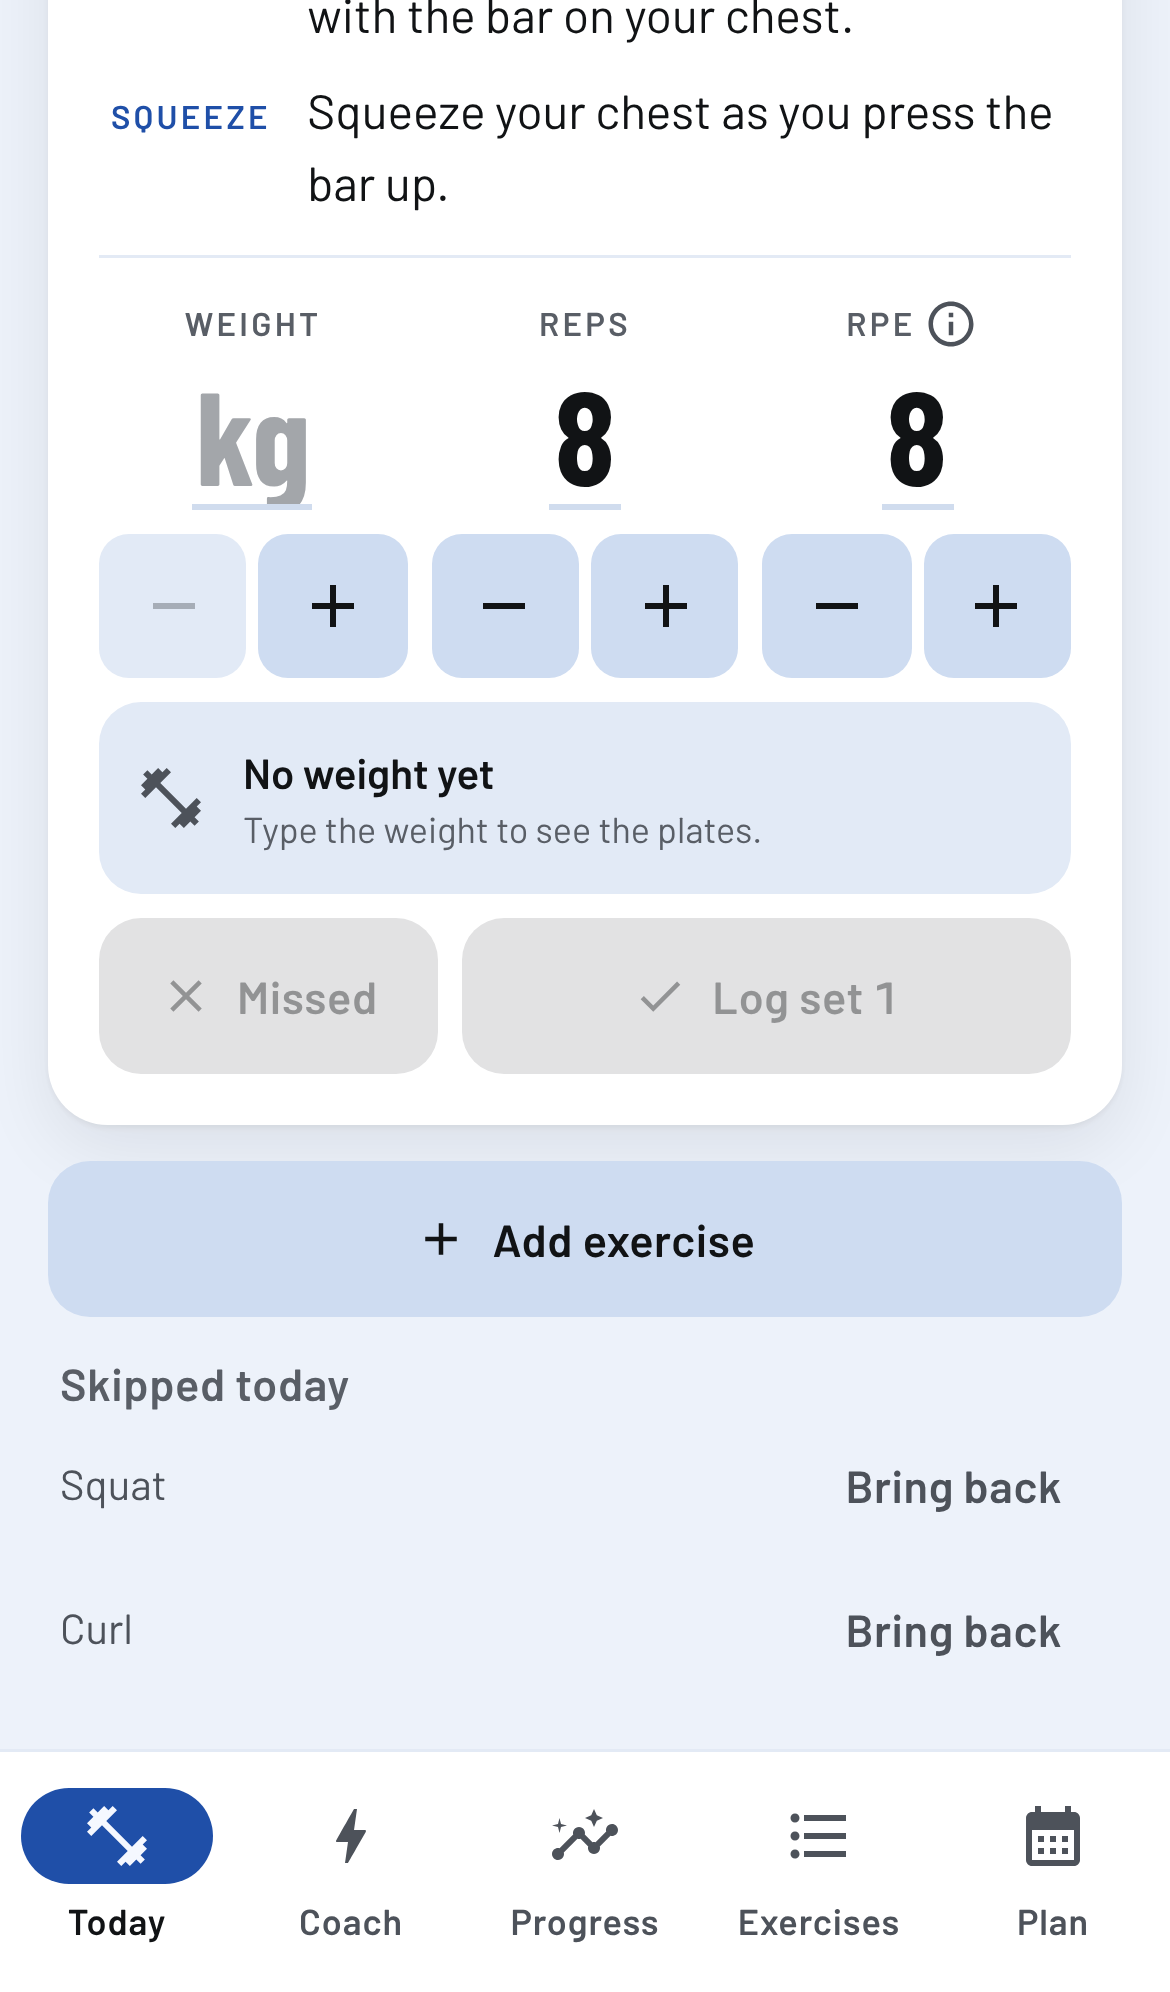 with the bar on your chest.
SQUEEZE Squeeze your chest as you press the
bar up.
WEIGHT REPS RPE
kg 8 8
No weight yet
Type the weight to see the plates.
Missed Log set 1
Add exercise
Skipped today
Squat Bring back
Curl Bring back
Today Coach Progress Exercises Plan